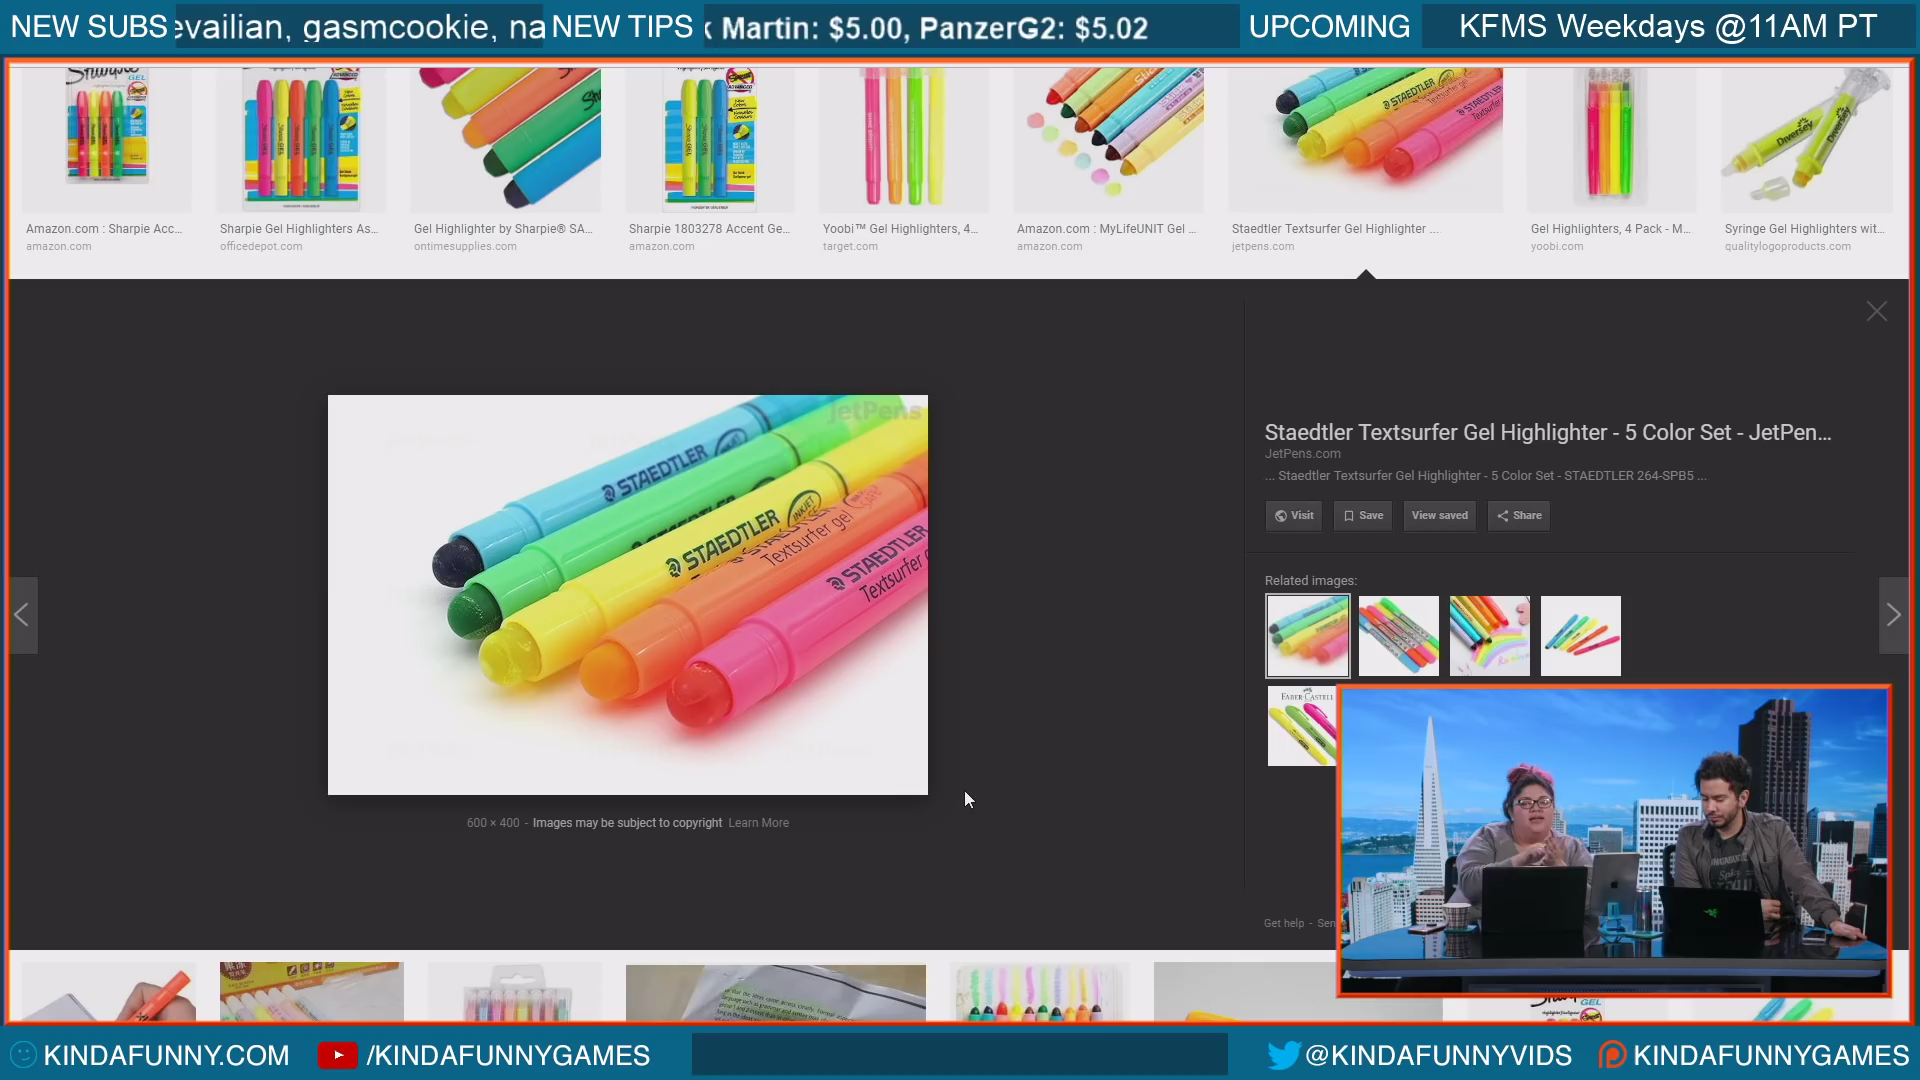 NEW SUBS
evailian, gasmcookie, na
NEW TIPS
k Martin: $5.00, PanzerG2: $5.02
UPCOMING
KFMS Weekdays @11AM PT
Amazon.com : Sharpie Acc...
amazon.com
Sharpie Gel Highlighters As...
officedepot.com
Gel Highlighter by Sharpie® SA...
ontimesupplies.com
Sharpie 1803278 Accent Ge...
amazon.com
Yoobi™ Gel Highlighters, 4...
target.com
Amazon.com : MyLifeUNIT Gel ...
amazon.com
Staedtler Textsurfer Gel Highlighter ...
jetpens.com
Gel Highlighters, 4 Pack - M...
yoobi.com
Syringe Gel Highlighters wit...
qualitylogoproducts.com
JetPens
STAEDTLER INKJET
STAEDTLER INKJET
Textsurfer gel
STAEDTLER
Textsurfer
600 × 400 - Images may be subject to copyright Learn More
Staedtler Textsurfer Gel Highlighter - 5 Color Set - JetPen...
JetPens.com
... Staedtler Textsurfer Gel Highlighter - 5 Color Set - STAEDTLER 264-SPB5 ...
Visit
Save
View saved
Share
Related images:
FABER-CASTELL
Get help - Sen
KINDAFUNNY.COM
/KINDAFUNNYGAMES
@KINDAFUNNYVIDS
KINDAFUNNYGAMES